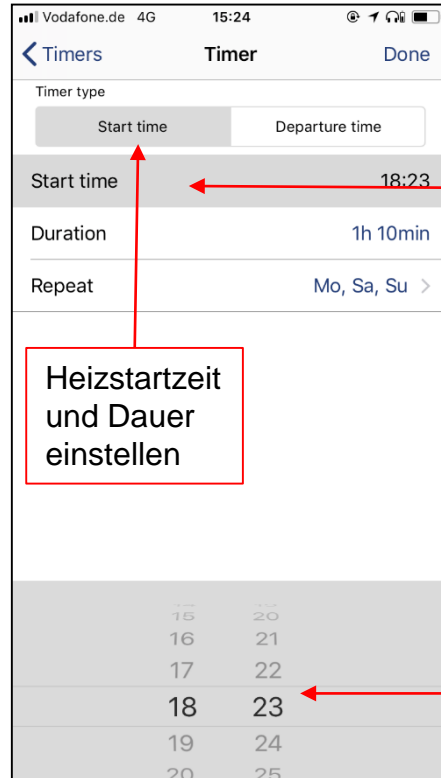 Vodafone.de 4G 15:24
Timers Timer Done
Timer type
Start time Departure time
Start time 18:23
Duration 1h 10min
Repeat Mo, Sa, Su
Heizstartzeit
und Dauer
einstellen
15 20
16 21
17 22
18 23
19 24
20 25